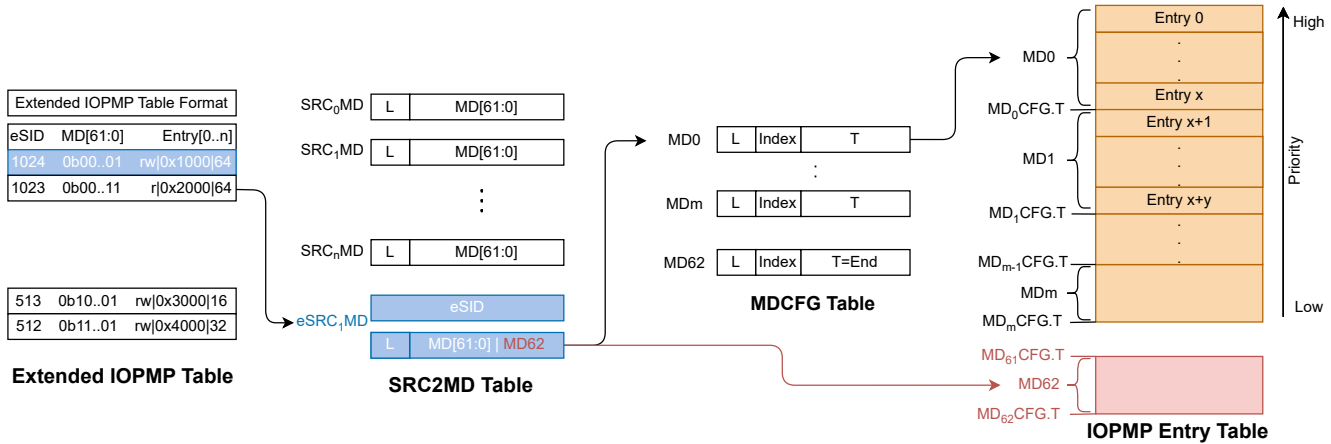 Extended IOPMP Table Format
eSID MD[61:0] Entry[0..n]
1024 0b00..01 rw|0x1000|64
1023 0b00..11 r|0x2000|64
513 0b10..01 rw|0x3000|16
512 0b11..01 rw|0x4000|32
Extended IOPMP Table
SRC₀MD L MD[61:0]
SRC₁MD L MD[61:0]
SRCₙMD L MD[61:0]
eSRC₁MD eSID
L MD[61:0] | MD62
SRC2MD Table
MD0 L Index T
MDm L Index T
MD62 L Index T=End
MDCFG Table
Entry 0
MD0
Entry x
MD₀CFG.T
Entry x+1
MD1
Entry x+y
MD₁CFG.T
MDₘ₋₁CFG.T
MDm
MDₘCFG.T
MD₆₁CFG.T
MD62
MD₆₂CFG.T
IOPMP Entry Table
High
Priority
Low